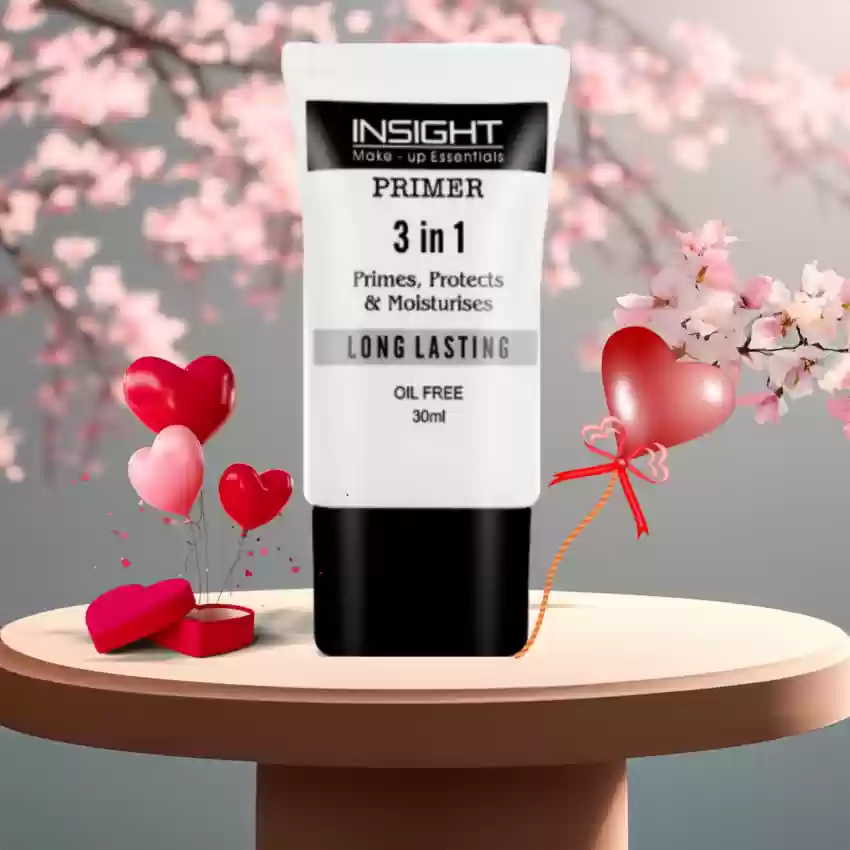 INSIGHT
Make - up Essentials
PRIMER
3 in 1
Primes, Protects
& Moisturises
LONG LASTING
OIL FREE
30ml